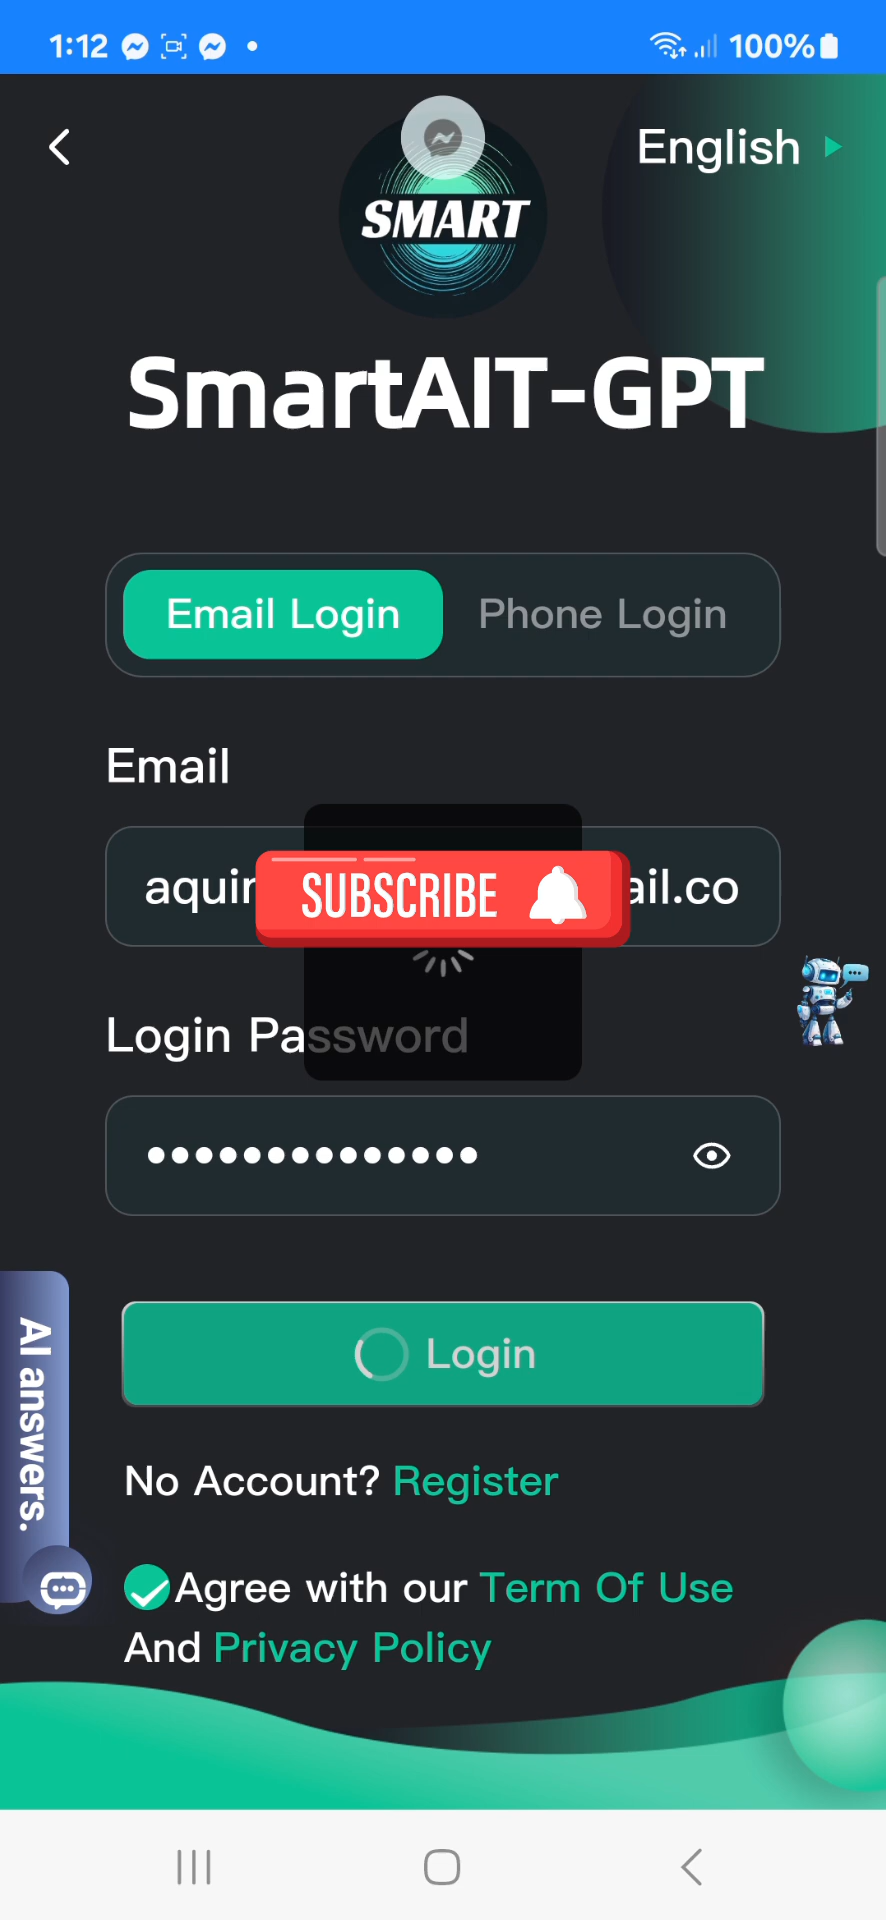 1:12
100%
English
SMART
SmartAIT-GPT
Email Login
Phone Login
Email
SUBSCRIBE
ail.co
Login Password
Login
AI answers.
No Account? Register
Agree with our Term Of Use
And Privacy Policy